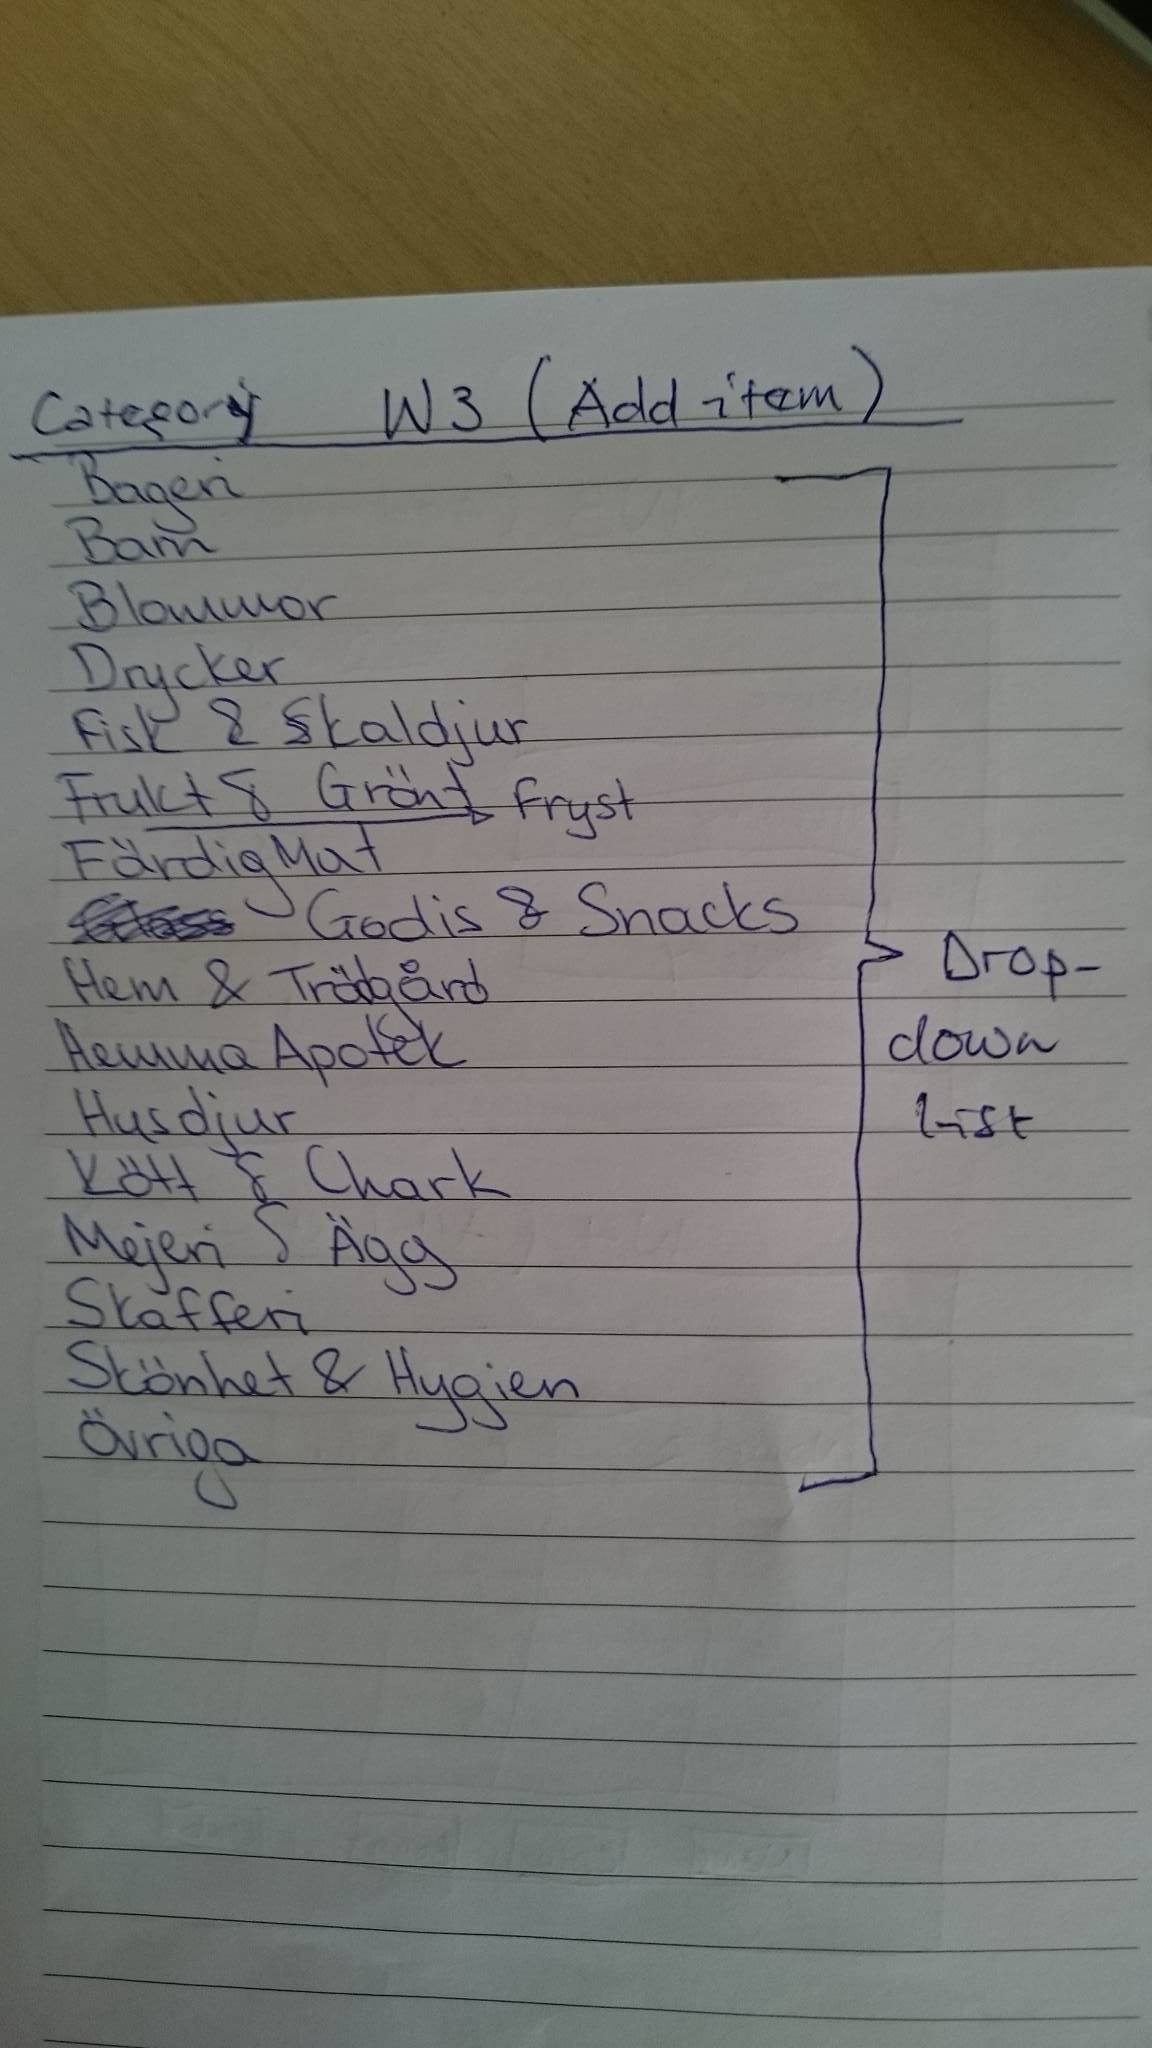 Category W3 (Add item)
Bageri
Barn
Blommor
Drycker
Fisk & Skaldjur
Frukt & Grönt → Fryst
FärdigMat
Godis & Snacks
Hem & Trädgård
Hemma Apotek
Husdjur
Kött & Chark
Mejeri & Ägg
Skafferi
Skönhet & Hygien
Övriga
Drop-
down
list